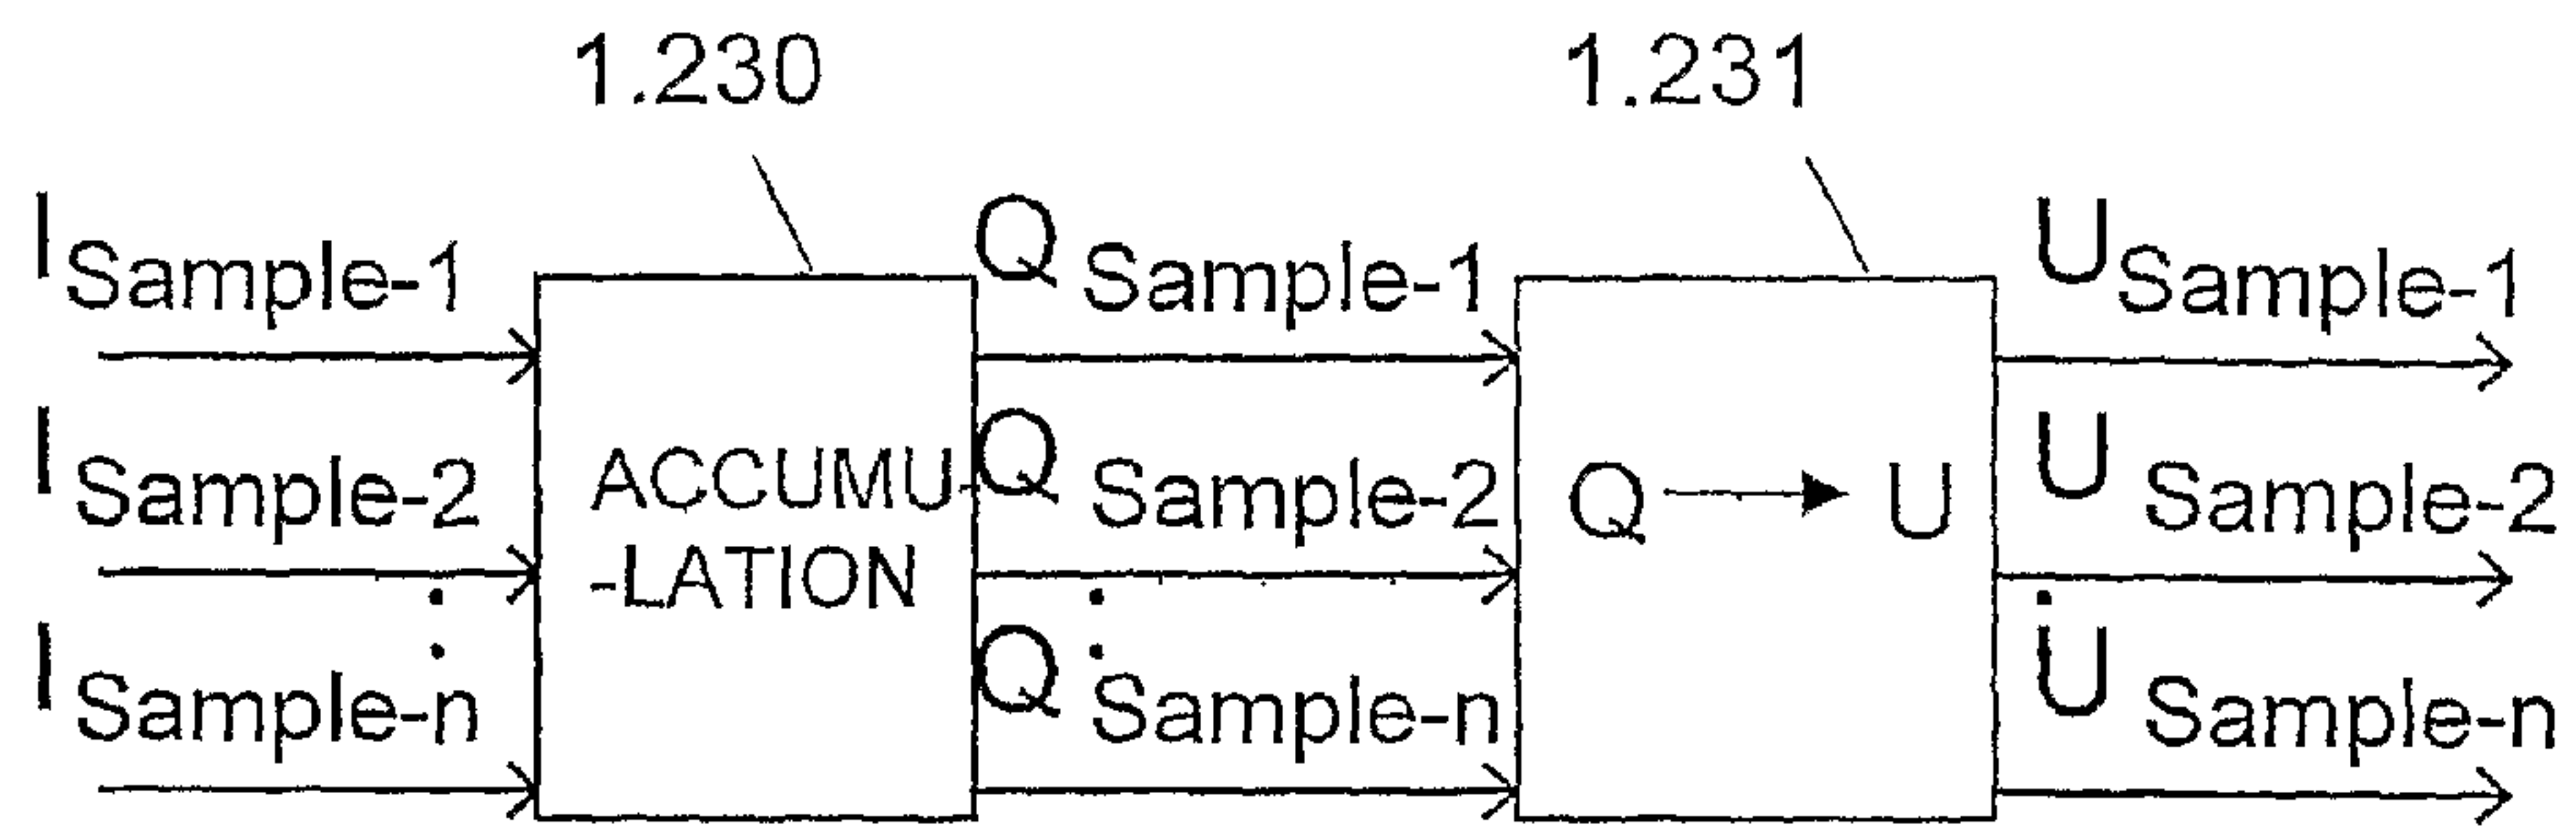 1.230 1.231
I Sample-1 Q Sample-1 U Sample-1
I Sample-2 ACCUMU- Q Sample-2 Q → U U Sample-2
-LATION
I Sample-n Q Sample-n U Sample-n